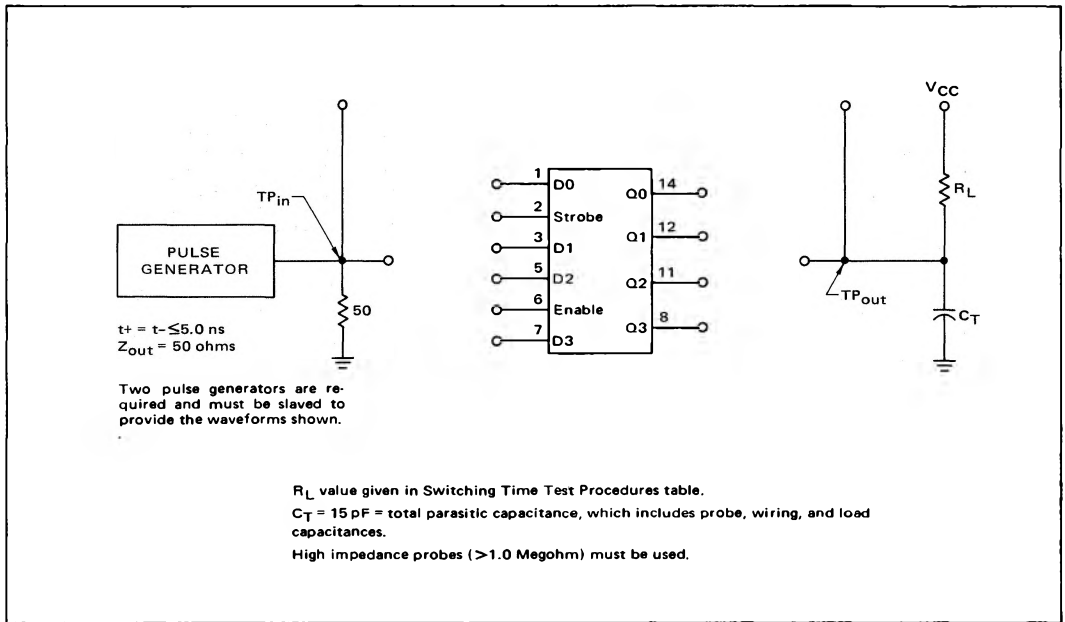 TPin
PULSE
GENERATOR
50
t+ = t−≤5.0 ns
Zout = 50 ohms
Two pulse generators are re-
quired and must be slaved to
provide the waveforms shown.
1 D0
2 Strobe
3 D1
5 D2
6 Enable
7 D3
Q0 14
Q1 12
Q2 11
Q3 8
VCC
RL
TPout
CT
RL value given in Switching Time Test Procedures table.
CT = 15 pF = total parasitic capacitance, which includes probe, wiring, and load
capacitances.
High impedance probes (>1.0 Megohm) must be used.